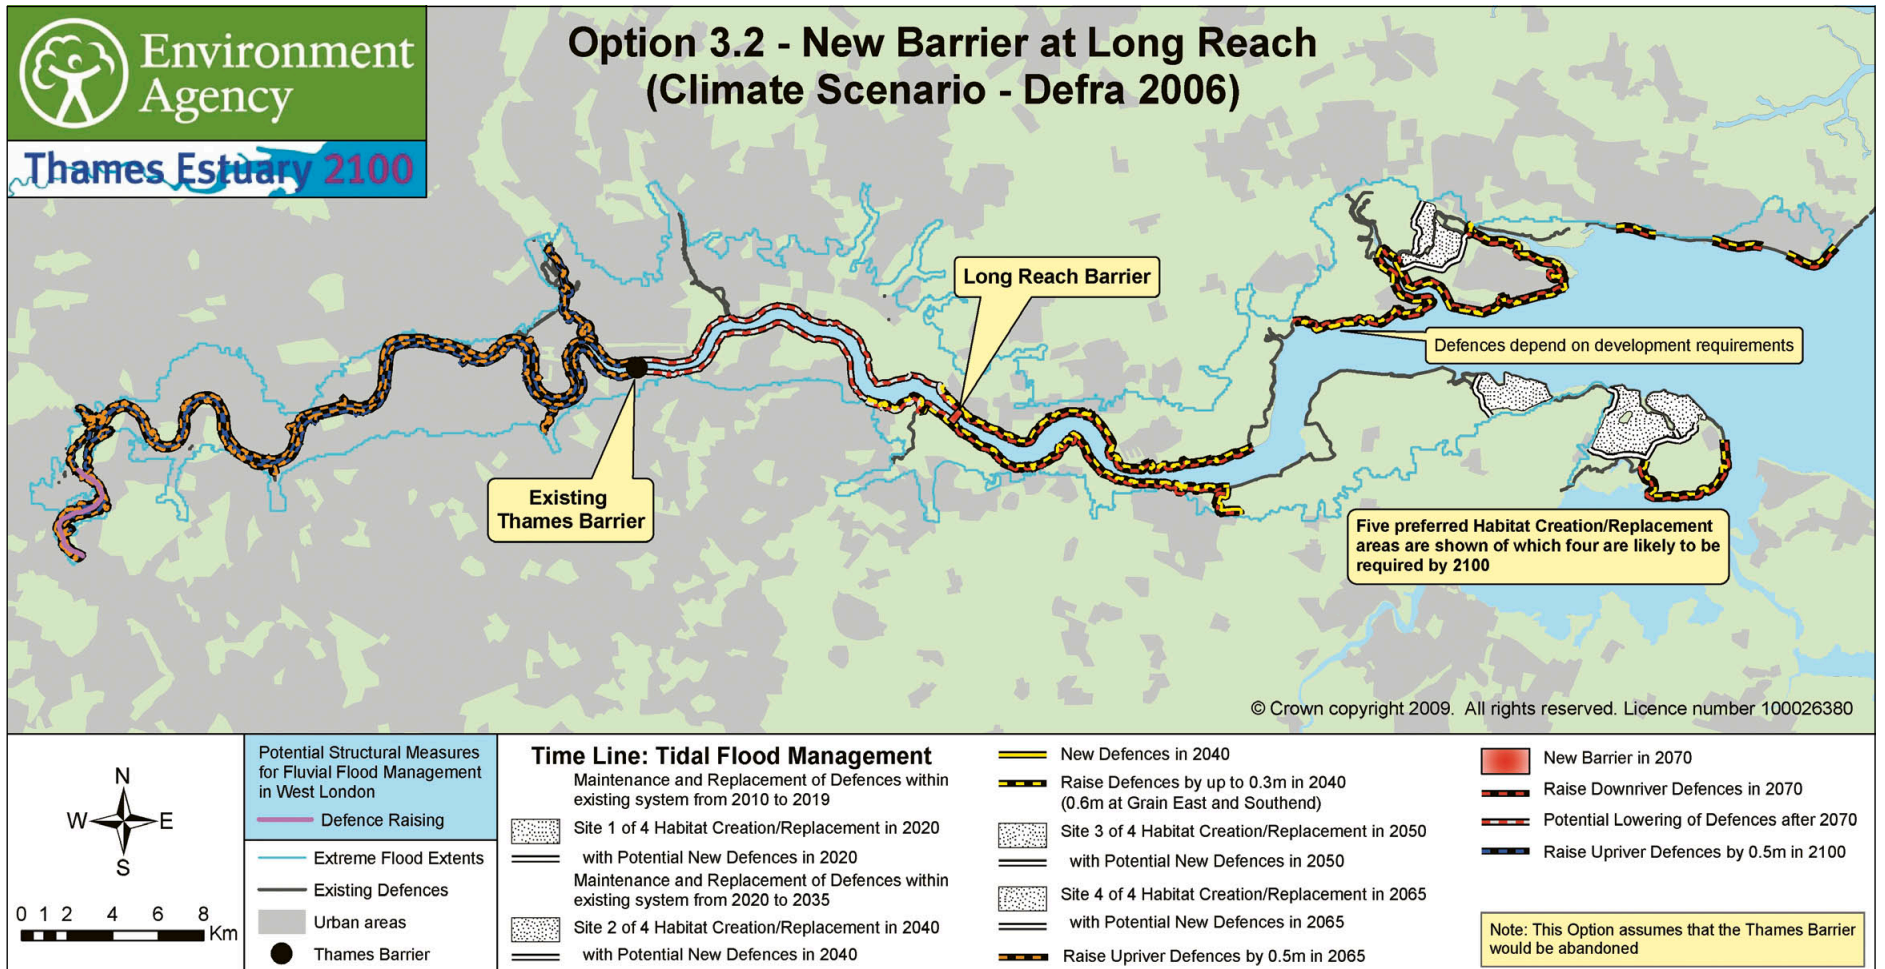 Environment
Agency
Thames Estuary 2100
Option 3.2 - New Barrier at Long Reach
(Climate Scenario - Defra 2006)
Long Reach Barrier
Defences depend on development requirements
Existing
Thames Barrier
Five preferred Habitat Creation/Replacement
areas are shown of which four are likely to be
required by 2100
© Crown copyright 2009. All rights reserved. Licence number 100026380
N
W E
S
0 1 2 4 6 8
Km
Potential Structural Measures
for Fluvial Flood Management
in West London
Defence Raising
Extreme Flood Extents
Existing Defences
Urban areas
Thames Barrier
Time Line: Tidal Flood Management
Maintenance and Replacement of Defences within
existing system from 2010 to 2019
Site 1 of 4 Habitat Creation/Replacement in 2020
with Potential New Defences in 2020
Maintenance and Replacement of Defences within
existing system from 2020 to 2035
Site 2 of 4 Habitat Creation/Replacement in 2040
with Potential New Defences in 2040
New Defences in 2040
Raise Defences by up to 0.3m in 2040
(0.6m at Grain East and Southend)
Site 3 of 4 Habitat Creation/Replacement in 2050
with Potential New Defences in 2050
Site 4 of 4 Habitat Creation/Replacement in 2065
with Potential New Defences in 2065
Raise Upriver Defences by 0.5m in 2065
New Barrier in 2070
Raise Downriver Defences in 2070
Potential Lowering of Defences after 2070
Raise Upriver Defences by 0.5m in 2100
Note: This Option assumes that the Thames Barrier
would be abandoned